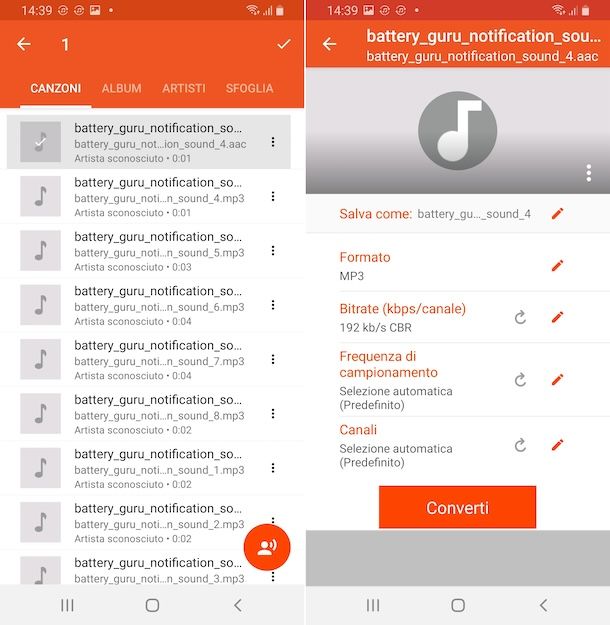 14:39
1
CANZONI ALBUM ARTISTI SFOGLIA
battery_guru_notification_so...
battery_guru_not...ion_sound_4.aac
Artista sconosciuto • 0:01
battery_guru_notification_so...
battery_guru_noti...n_sound_4.mp3
Artista sconosciuto • 0:01
battery_guru_notification_so...
battery_guru_noti...n_sound_5.mp3
Artista sconosciuto • 0:03
battery_guru_notification_so...
battery_guru_noti...n_sound_6.mp3
Artista sconosciuto • 0:04
battery_guru_notification_so...
battery_guru_noti...n_sound_7.mp3
Artista sconosciuto • 0:04
battery_guru_notification_so...
battery_guru_noti...n_sound_8.mp3
Artista sconosciuto • 0:02
battery_guru_notification_so...
battery_guru_noti...n_sound_1.mp3
Artista sconosciuto • 0:02
battery_guru_notification_so...
battery_guru_noti...n_sound_2.mp3
Artista sconosciuto • 0:02
battery_guru_notification_so...
battery_guru_noti...n_sound_3.mp3
14:39
battery_guru_notification_sou...
battery_guru_notification_sound_4.aac
Salva come: battery_gu..._sound_4
Formato
MP3
Bitrate (kbps/canale)
192 kb/s CBR
Frequenza di
campionamento
Selezione automatica
(Predefinito)
Canali
Selezione automatica
(Predefinito)
Converti